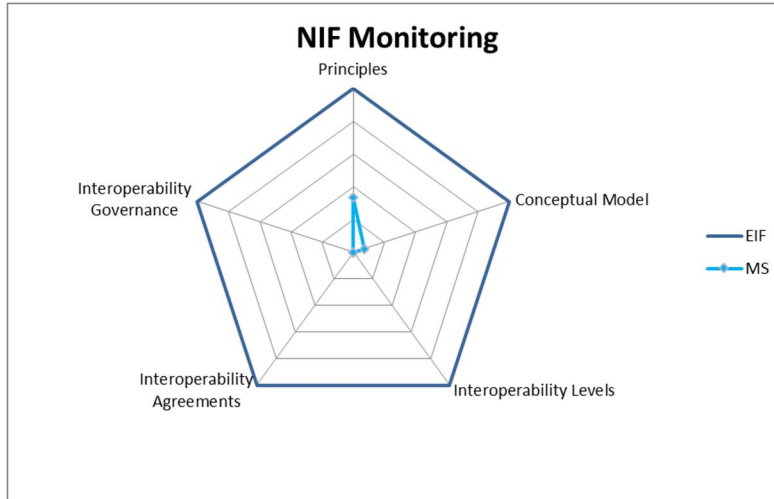 NIF Monitoring
Principles
Interoperability
Governance
Conceptual Model
EIF
MS
Interoperability
Agreements
Interoperability Levels